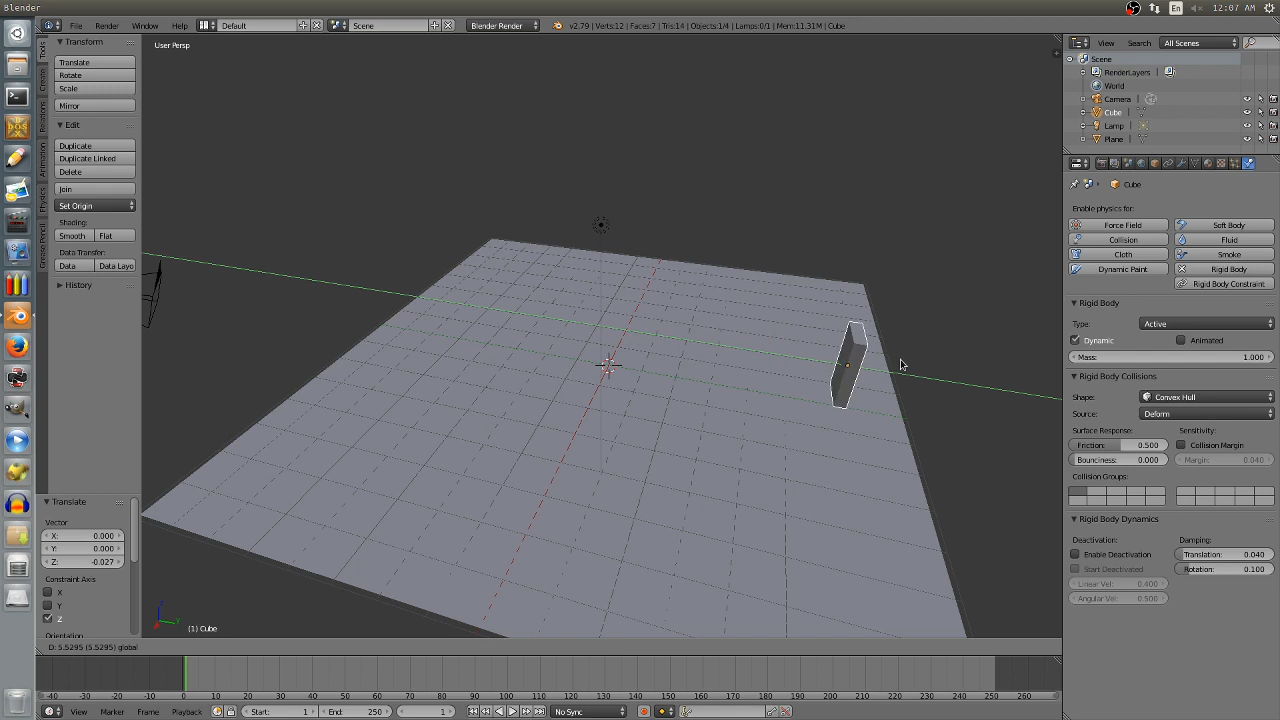 Blender
En
12:07 AM
File
Render
Window
Help
Default
Scene
Blender Render
v2.79 | Verts:12 | Faces:7 | Tris:14 | Objects:1/4 | Lamps:0/1 | Mem:11.31M | Cube
Transform
Translate
Rotate
Scale
Mirror
Edit
Duplicate
Duplicate Linked
Delete
Join
Set Origin
Shading:
Smooth
Flat
Data Transfer:
Data
Data Layo
History
Tools
Create
Relations
Animation
Physics
Grease Pencil
Translate
Vector
X: 0.000
Y: 0.000
Z: -0.027
Constraint Axis
X
Y
Z
Orientation
User Persp
(1) Cube
D: 5.5295 (5.5295) global
View
Search
All Scenes
Scene
RenderLayers
World
Camera
Cube
Lamp
Plane
Cube
Enable physics for:
Force Field
Soft Body
Collision
Fluid
Cloth
Smoke
Dynamic Paint
Rigid Body
Rigid Body Constraint
Rigid Body
Type:
Active
Dynamic
Animated
Mass: 1.000
Rigid Body Collisions
Shape:
Convex Hull
Source:
Deform
Surface Response:
Sensitivity:
Friction: 0.500
Collision Margin
Bounciness: 0.000
Margin: 0.040
Collision Groups:
Rigid Body Dynamics
Deactivation:
Damping:
Enable Deactivation
Translation: 0.040
Start Deactivated
Rotation: 0.100
Linear Vel: 0.400
Angular Vel: 0.500
-40 -30 -20 -10 0 10 20 30 40 50 60 70 80 90 100 110 120 130 140 150 160 170 180 190 200 210 220 230 240 250 260
View
Marker
Frame
Playback
Start: 1
End: 250
1
No Sync